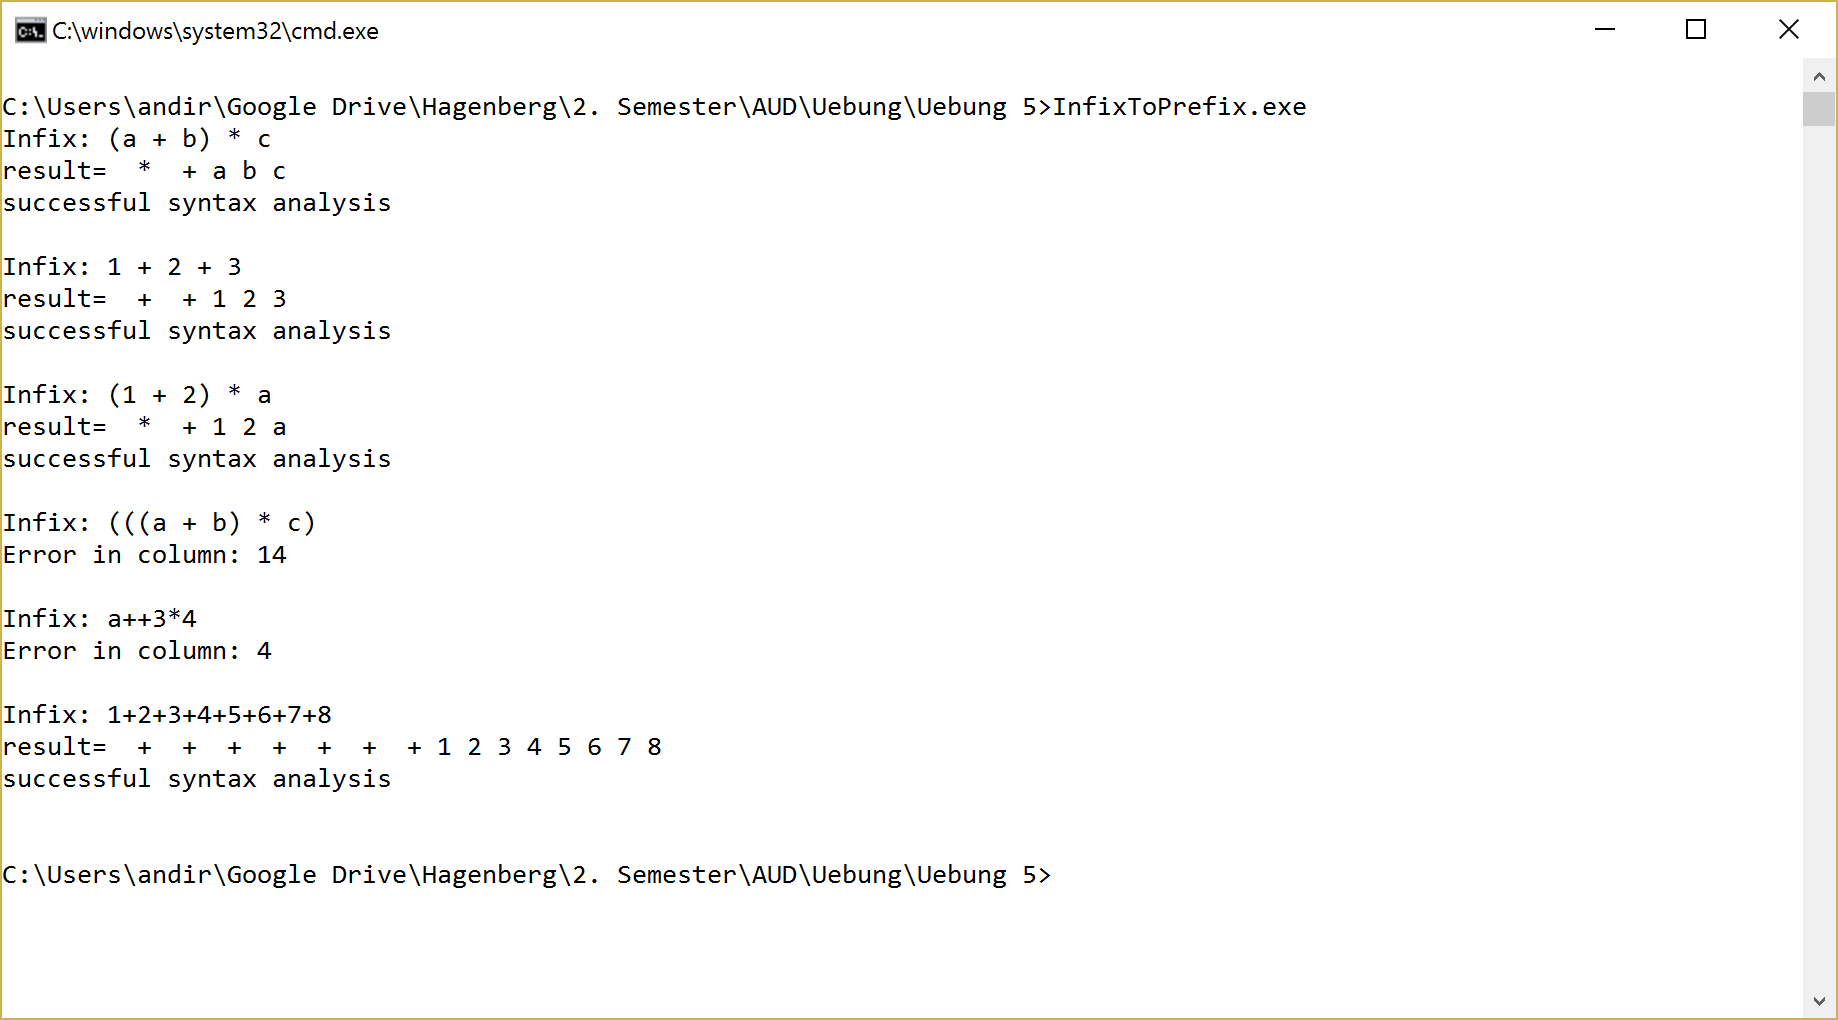 C:\windows\system32\cmd.exe
C:\Users\andir\Google Drive\Hagenberg\2. Semester\AUD\Uebung\Uebung 5>InfixToPrefix.exe
Infix: (a + b) * c
result=  *  + a b c
successful syntax analysis
Infix: 1 + 2 + 3
result=  +  + 1 2 3
successful syntax analysis
Infix: (1 + 2) * a
result=  *  + 1 2 a
successful syntax analysis
Infix: (((a + b) * c)
Error in column: 14
Infix: a++3*4
Error in column: 4
Infix: 1+2+3+4+5+6+7+8
result=  +  +  +  +  +  +  + 1 2 3 4 5 6 7 8
successful syntax analysis
C:\Users\andir\Google Drive\Hagenberg\2. Semester\AUD\Uebung\Uebung 5>